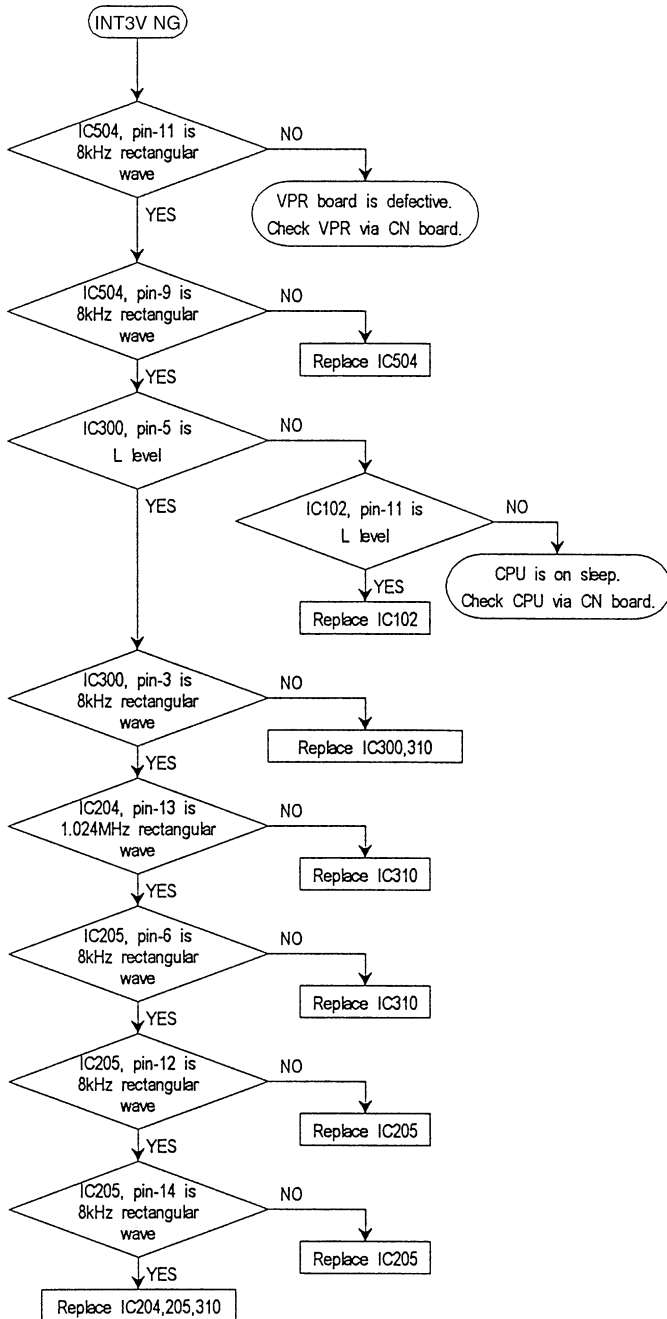 INT3V NG
IC504, pin-11 is
8kHz rectangular
wave
NO
VPR board is defective.
Check VPR via CN board.
YES
IC504, pin-9 is
8kHz rectangular
wave
NO
Replace IC504
YES
IC300, pin-5 is
L level
NO
YES
IC102, pin-11 is
L level
NO
CPU is on sleep.
Check CPU via CN board.
YES
Replace IC102
IC300, pin-3 is
8kHz rectangular
wave
NO
Replace IC300,310
YES
IC204, pin-13 is
1.024MHz rectangular
wave
NO
Replace IC310
YES
IC205, pin-6 is
8kHz rectangular
wave
NO
Replace IC310
YES
IC205, pin-12 is
8kHz rectangular
wave
NO
Replace IC205
YES
IC205, pin-14 is
8kHz rectangular
wave
NO
Replace IC205
YES
Replace IC204,205,310